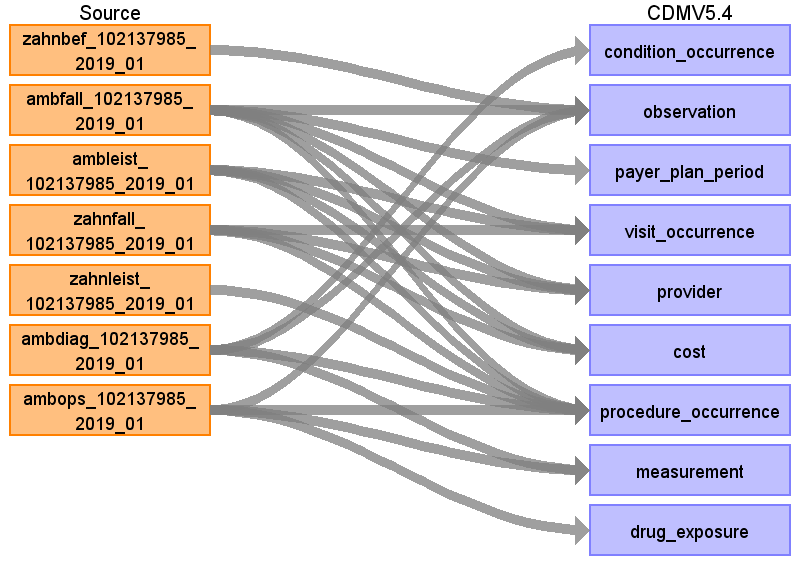 Source
zahnbef_102137985_
2019_01
ambfall_102137985_
2019_01
ambleist_
102137985_2019_01
zahnfall_
102137985_2019_01
zahnleist_
102137985_2019_01
ambdiag_102137985_
2019_01
ambops_102137985_
2019_01
CDMV5.4
condition_occurrence
observation
payer_plan_period
visit_occurrence
provider
cost
procedure_occurrence
measurement
drug_exposure